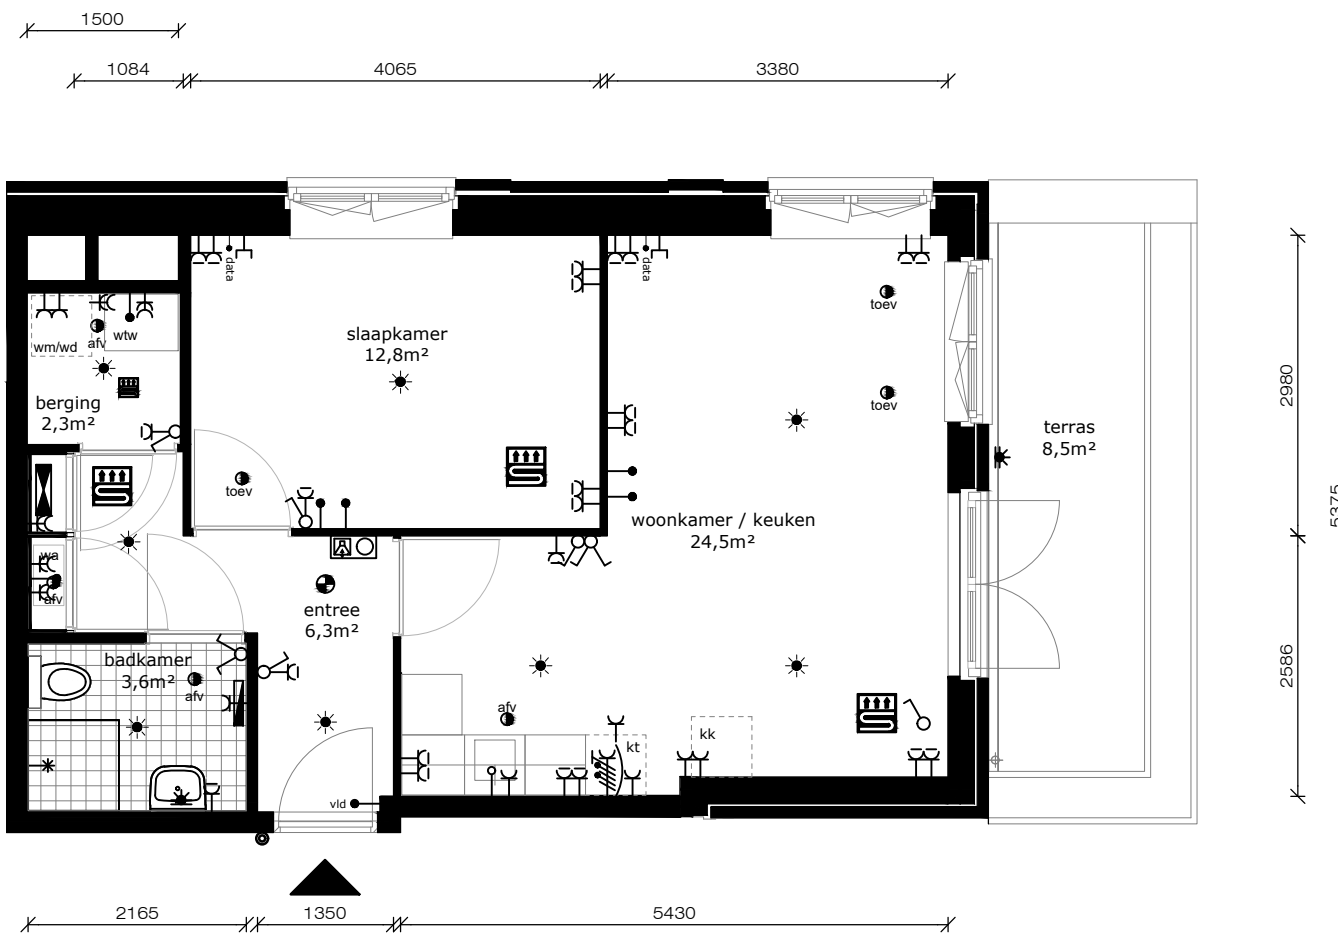 1500
1084
4065
3380
data
data
wm/wd
afv
wtw
slaapkamer
12,8m²
toev
toev
berging
2,3m²
toev
woonkamer / keuken
24,5m²
terras
8,5m²
2980
5375
2586
wa
afv
entree
6,3m²
badkamer
3,6m²
afv
afv
kt
kk
vld
2165
1350
5430